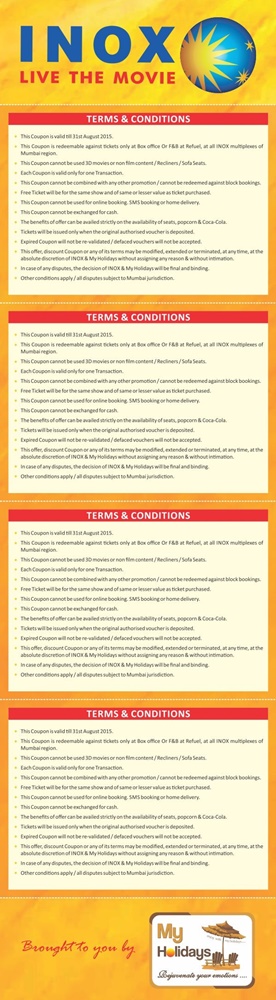 INOX
LIVE THE MOVIE
TERMS & CONDITIONS
This Coupon is valid till 31st August 2015.
This Coupon is redeemable against tickets only at Box office Or F&B at Refuel, at all INOX multiplexes of
Mumbai region.
This Coupon cannot be used 3D movies or non film content / Recliners / Sofa Seats.
Each Coupon is valid only for one Transaction.
This Coupon cannot be combined with any other promotion / cannot be redeemed against block bookings.
Free Ticket will be for the same show and of same or lesser value as ticket purchased.
This Coupon cannot be used for online booking. SMS booking or home delivery.
This Coupon cannot be exchanged for cash.
The benefits of offer can be availed strictly on the availability of seats, popcorn & Coca-Cola.
Tickets will be issued only when the original authorised voucher is deposited.
Expired Coupon will not be re-validated / defaced vouchers will not be accepted.
This offer, discount Coupon or any of its terms may be modified, extended or terminated, at any time, at the
absolute discretion of INOX & My Holidays without assigning any reason & without intimation.
In case of any disputes, the decision of INOX & My Holidays will be final and binding.
Other conditions apply / all disputes subject to Mumbai jurisdiction.
TERMS & CONDITIONS
This Coupon is valid till 31st August 2015.
This Coupon is redeemable against tickets only at Box office Or F&B at Refuel, at all INOX multiplexes of
Mumbai region.
This Coupon cannot be used 3D movies or non film content / Recliners / Sofa Seats.
Each Coupon is valid only for one Transaction.
This Coupon cannot be combined with any other promotion / cannot be redeemed against block bookings.
Free Ticket will be for the same show and of same or lesser value as ticket purchased.
This Coupon cannot be used for online booking. SMS booking or home delivery.
This Coupon cannot be exchanged for cash.
The benefits of offer can be availed strictly on the availability of seats, popcorn & Coca-Cola.
Tickets will be issued only when the original authorised voucher is deposited.
Expired Coupon will not be re-validated / defaced vouchers will not be accepted.
This offer, discount Coupon or any of its terms may be modified, extended or terminated, at any time, at the
absolute discretion of INOX & My Holidays without assigning any reason & without intimation.
In case of any disputes, the decision of INOX & My Holidays will be final and binding.
Other conditions apply / all disputes subject to Mumbai jurisdiction.
TERMS & CONDITIONS
This Coupon is valid till 31st August 2015.
This Coupon is redeemable against tickets only at Box office Or F&B at Refuel, at all INOX multiplexes of
Mumbai region.
This Coupon cannot be used 3D movies or non film content / Recliners / Sofa Seats.
Each Coupon is valid only for one Transaction.
This Coupon cannot be combined with any other promotion / cannot be redeemed against block bookings.
Free Ticket will be for the same show and of same or lesser value as ticket purchased.
This Coupon cannot be used for online booking. SMS booking or home delivery.
This Coupon cannot be exchanged for cash.
The benefits of offer can be availed strictly on the availability of seats, popcorn & Coca-Cola.
Tickets will be issued only when the original authorised voucher is deposited.
Expired Coupon will not be re-validated / defaced vouchers will not be accepted.
This offer, discount Coupon or any of its terms may be modified, extended or terminated, at any time, at the
absolute discretion of INOX & My Holidays without assigning any reason & without intimation.
In case of any disputes, the decision of INOX & My Holidays will be final and binding.
Other conditions apply / all disputes subject to Mumbai jurisdiction.
TERMS & CONDITIONS
This Coupon is valid till 31st August 2015.
This Coupon is redeemable against tickets only at Box office Or F&B at Refuel, at all INOX multiplexes of
Mumbai region.
This Coupon cannot be used 3D movies or non film content / Recliners / Sofa Seats.
Each Coupon is valid only for one Transaction.
This Coupon cannot be combined with any other promotion / cannot be redeemed against block bookings.
Free Ticket will be for the same show and of same or lesser value as ticket purchased.
This Coupon cannot be used for online booking. SMS booking or home delivery.
This Coupon cannot be exchanged for cash.
The benefits of offer can be availed strictly on the availability of seats, popcorn & Coca-Cola.
Tickets will be issued only when the original authorised voucher is deposited.
Expired Coupon will not be re-validated / defaced vouchers will not be accepted.
This offer, discount Coupon or any of its terms may be modified, extended or terminated, at any time, at the
absolute discretion of INOX & My Holidays without assigning any reason & without intimation.
In case of any disputes, the decision of INOX & My Holidays will be final and binding.
Other conditions apply / all disputes subject to Mumbai jurisdiction.
Brought to you by
My
Holidays
Rejuvenate your emotions ....